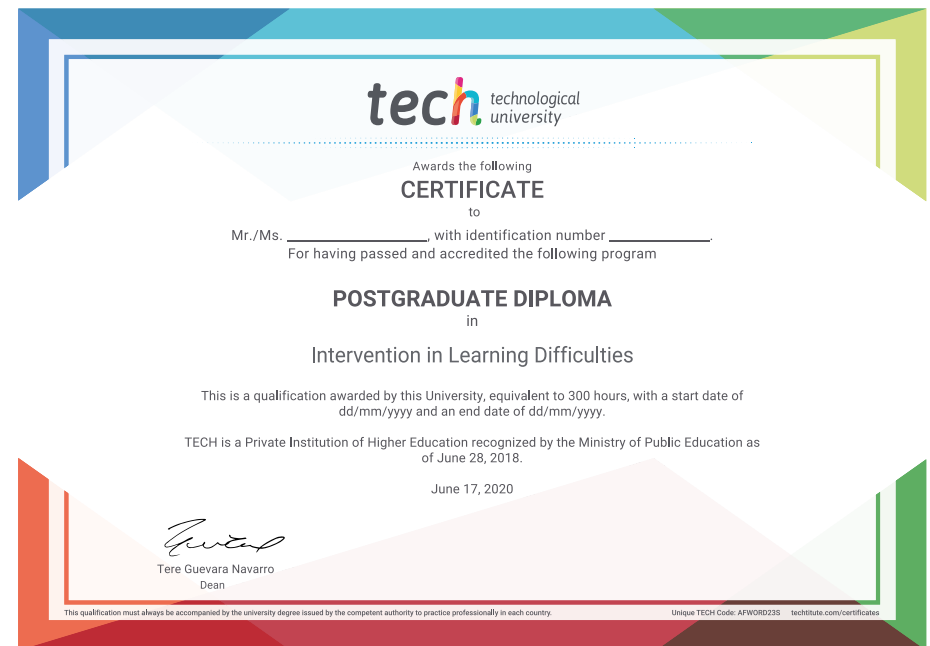 tech technological
university
Awards the following
CERTIFICATE
to
Mr./Ms. ____________________, with identification number ______________.
For having passed and accredited the following program
POSTGRADUATE DIPLOMA
in
Intervention in Learning Difficulties
This is a qualification awarded by this University, equivalent to 300 hours, with a start date of
dd/mm/yyyy and an end date of dd/mm/yyyy.
TECH is a Private Institution of Higher Education recognized by the Ministry of Public Education as
of June 28, 2018.
June 17, 2020
Tere Guevara Navarro
Dean
This qualification must always be accompanied by the university degree issued by the competent authority to practice professionally in each country.
Unique TECH Code: AFWORD23S techtitute.com/certificates